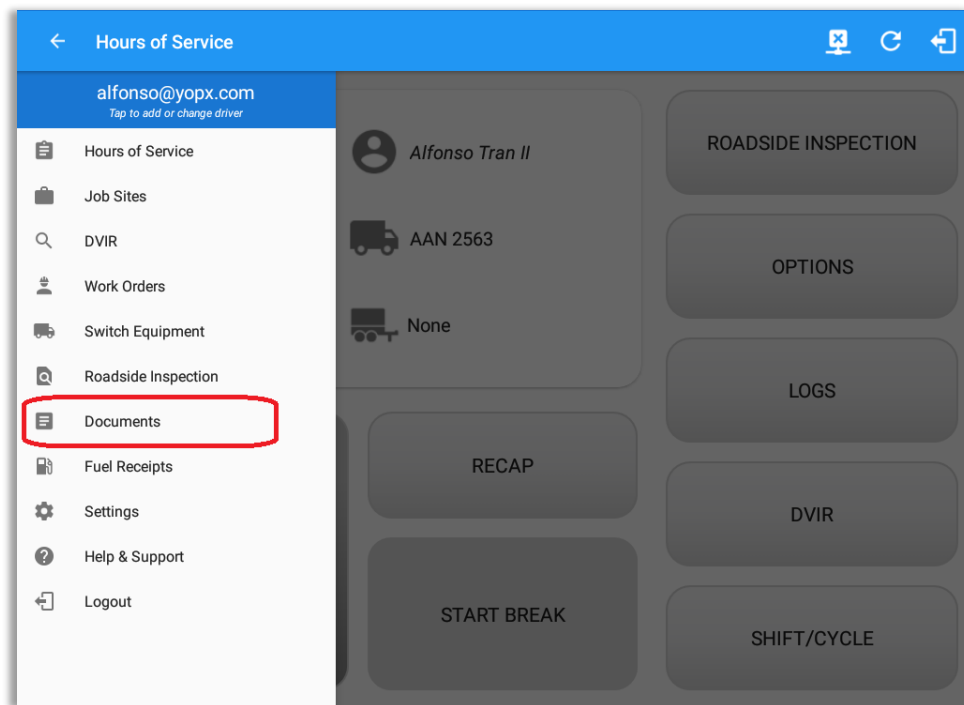 Hours of Service
alfonso@yopx.com
Tap to add or change driver
Hours of Service
Job Sites
DVIR
Work Orders
Switch Equipment
Roadside Inspection
Documents
Fuel Receipts
Settings
Help & Support
Logout
Alfonso Tran II
AAN 2563
None
RECAP
START BREAK
ROADSIDE INSPECTION
OPTIONS
LOGS
DVIR
SHIFT/CYCLE